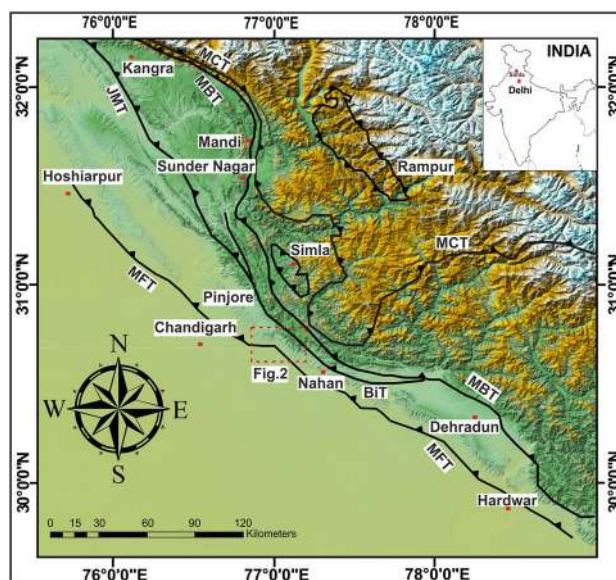 76°0'0"E 77°0'0"E 78°0'0"E
INDIA
Delhi
Kangra
MCT
MBT
JMT
32°0'0"N
32°0'0"N
Mandi
Sunder Nagar
Hoshiarpur
Rampur
MCT
Simla
MFT
31°0'0"N
31°0'0"N
Pinjore
Chandigarh
N
W E
S
Fig.2
Nahan
BiT
MBT
Dehradun
MFT
30°0'0"N
30°0'0"N
Hardwar
0 15 30 60 90 120
Kilometers
76°0'0"E 77°0'0"E 78°0'0"E